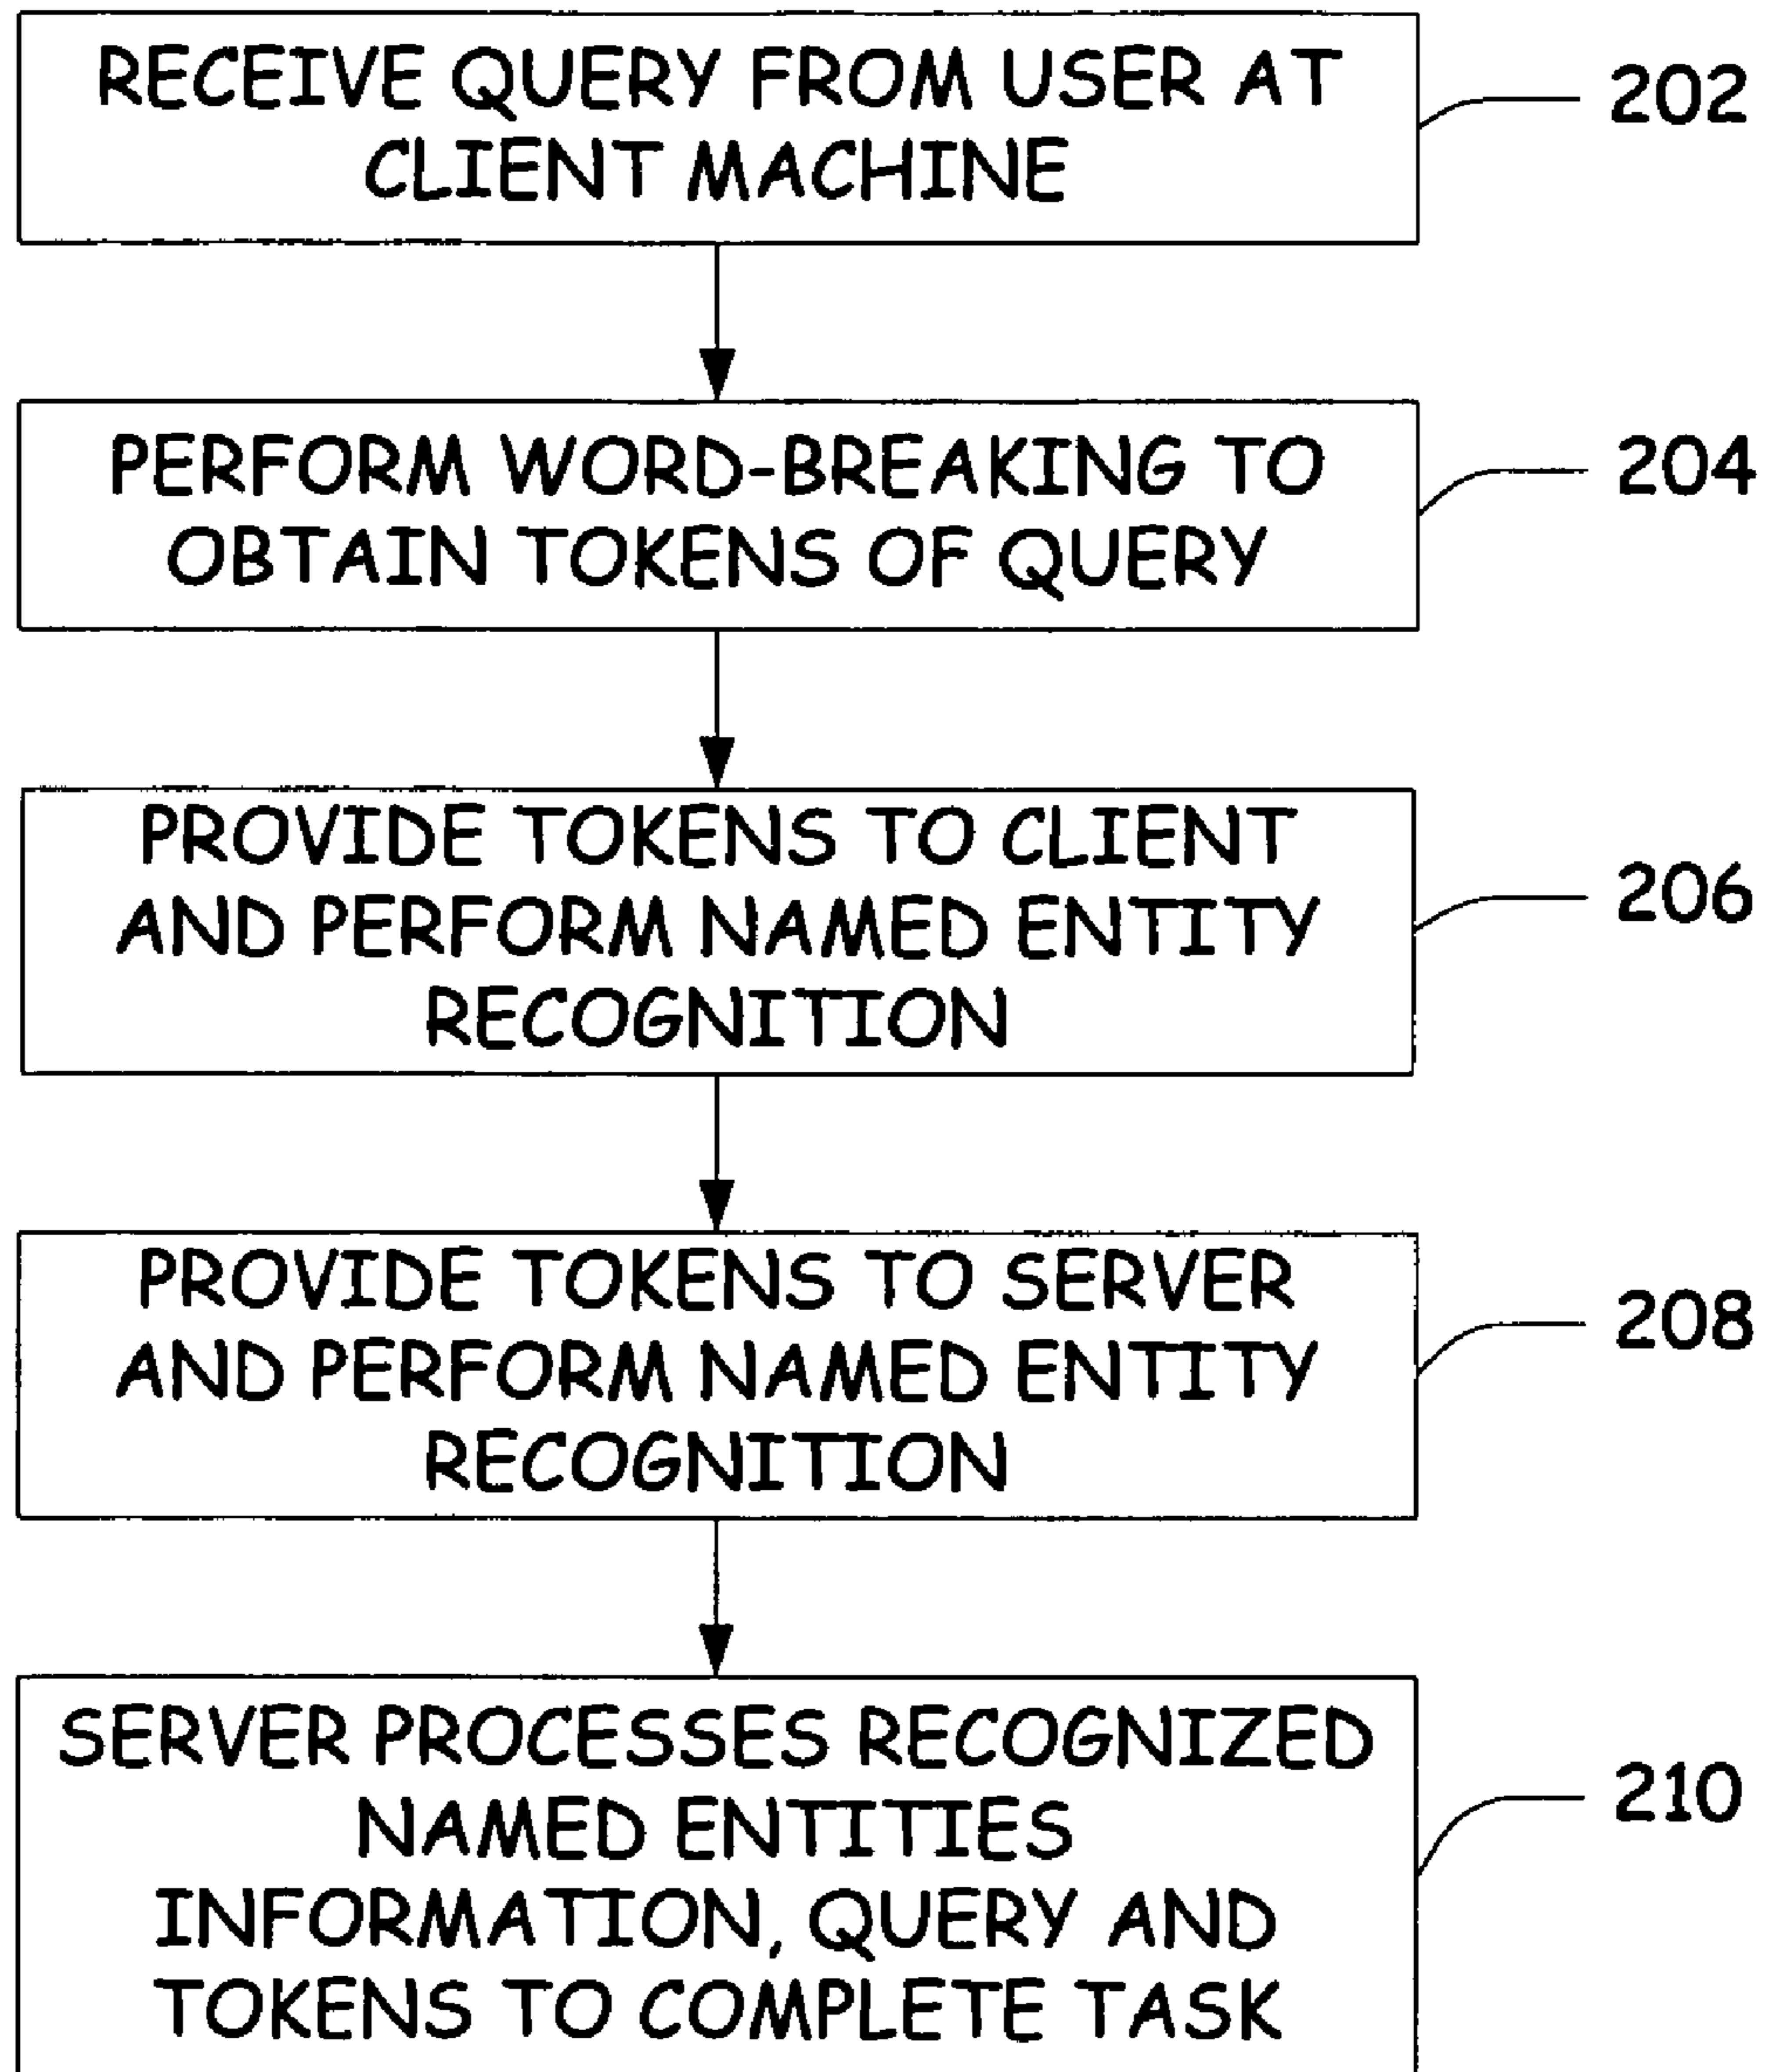 RECEIVE QUERY FROM USER AT
CLIENT MACHINE
202
PERFORM WORD-BREAKING TO
OBTAIN TOKENS OF QUERY
204
PROVIDE TOKENS TO CLIENT
AND PERFORM NAMED ENTITY
RECOGNITION
206
PROVIDE TOKENS TO SERVER
AND PERFORM NAMED ENTITY
RECOGNITION
208
SERVER PROCESSES RECOGNIZED
NAMED ENTITIES
INFORMATION, QUERY AND
TOKENS TO COMPLETE TASK
210